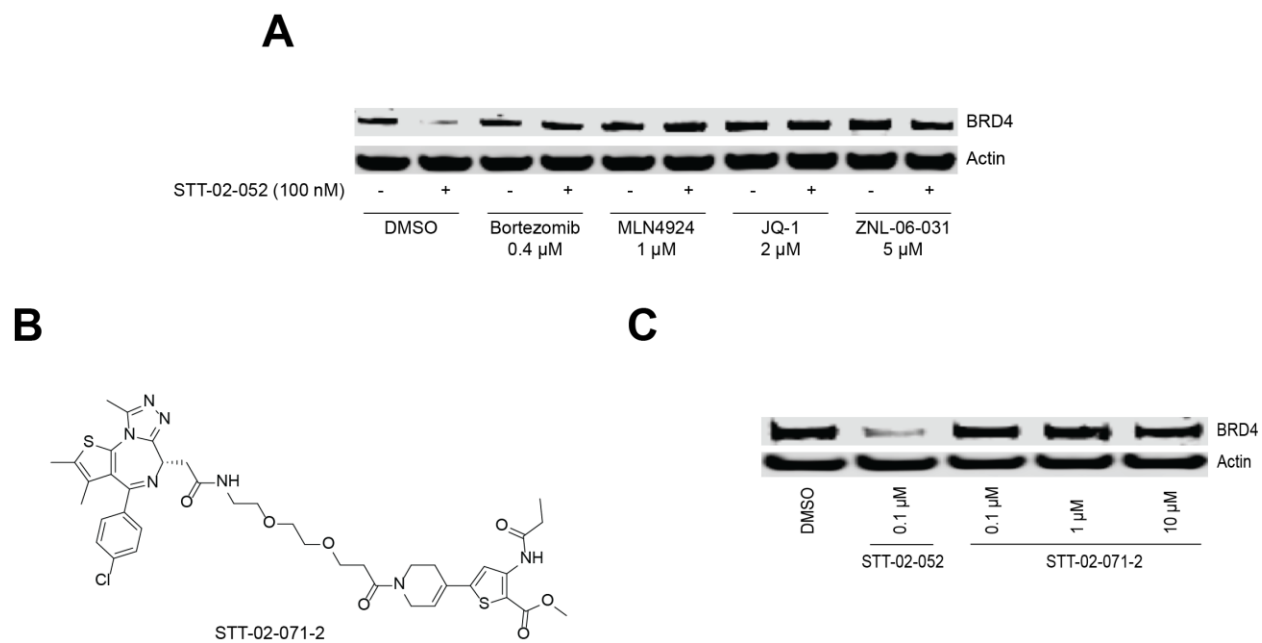 A
BRD4
Actin
STT-02-052 (100 nM) - + - + - + - + - +
DMSO Bortezomib MLN4924 JQ-1 ZNL-06-031
0.4 µM 1 µM 2 µM 5 µM
B
N
N
N
S
N
NH
O
O
O
Cl
O
N
O
NH
S
O
O
STT-02-071-2
C
BRD4
Actin
DMSO 0.1 µM 0.1 µM 1 µM 10 µM
STT-02-052 STT-02-071-2